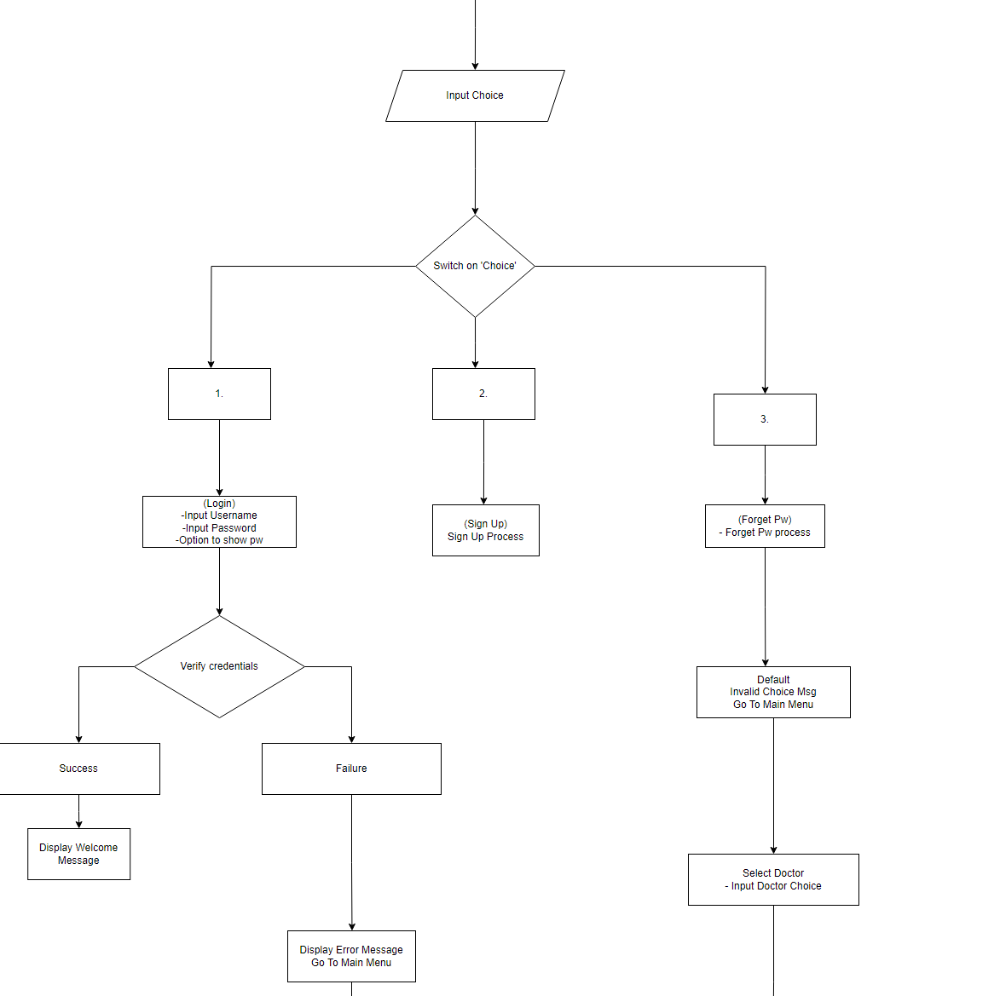 Input Choice
Switch on 'Choice'
1.
2.
3.
(Login)
-Input Username
-Input Password
-Option to show pw
(Sign Up)
Sign Up Process
(Forget Pw)
- Forget Pw process
Verify credentials
Default
Invalid Choice Msg
Go To Main Menu
Success
Failure
Display Welcome
Message
Select Doctor
- Input Doctor Choice
Display Error Message
Go To Main Menu